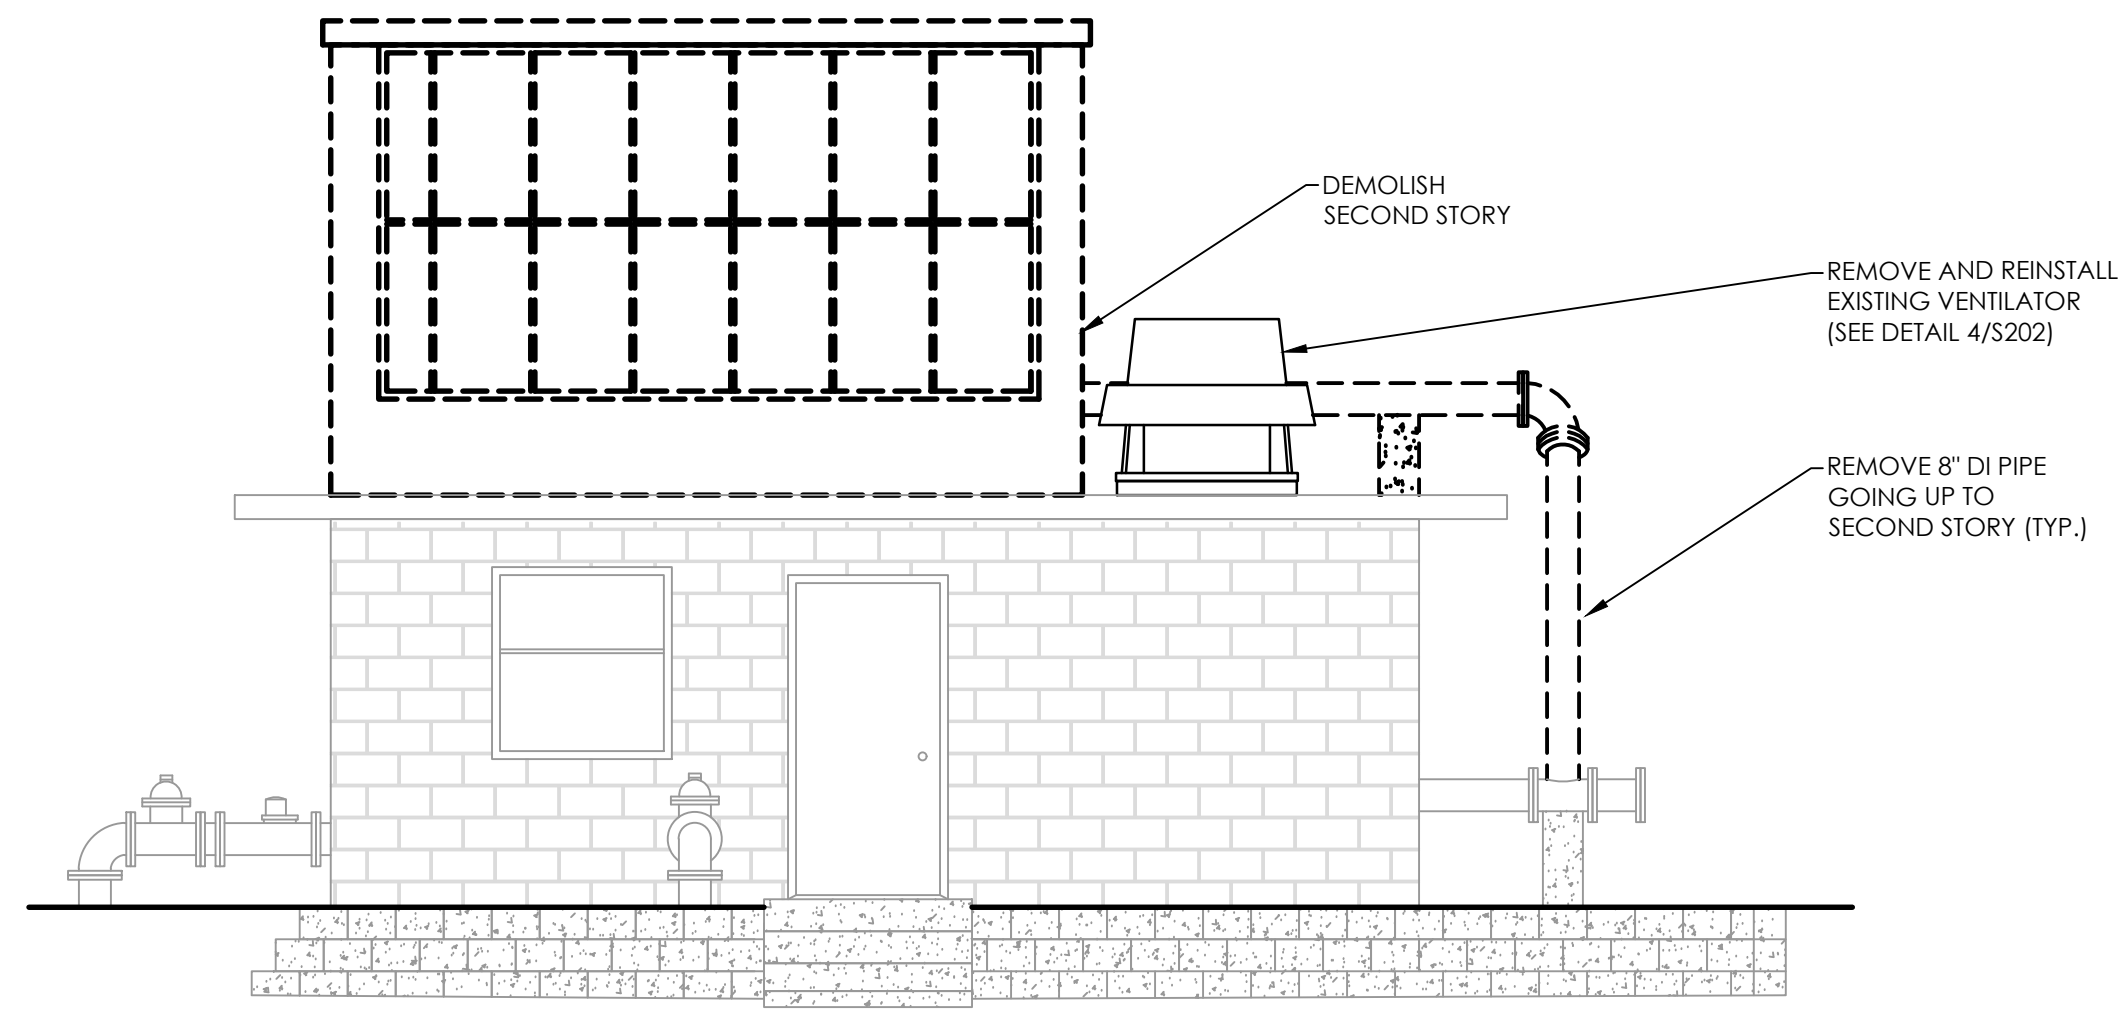 DEMOLISH
SECOND STORY
REMOVE AND REINSTALL
EXISTING VENTILATOR
(SEE DETAIL 4/S202)
REMOVE 8" DI PIPE
GOING UP TO
SECOND STORY (TYP.)